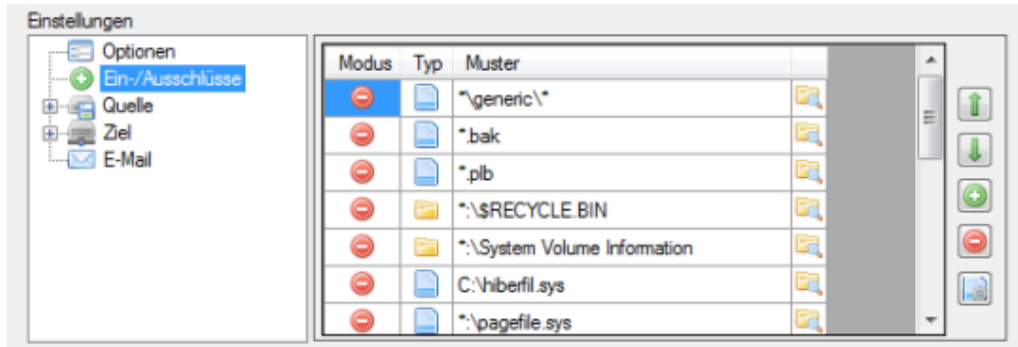 Einstellungen
Optionen
Ein-/Ausschlüsse
Quelle
Ziel
E-Mail
Modus Typ Muster
*\generic\*
*.bak
*.plb
*:\$RECYCLE.BIN
*:\System Volume Information
C:\hiberfil.sys
*:\pagefile.sys